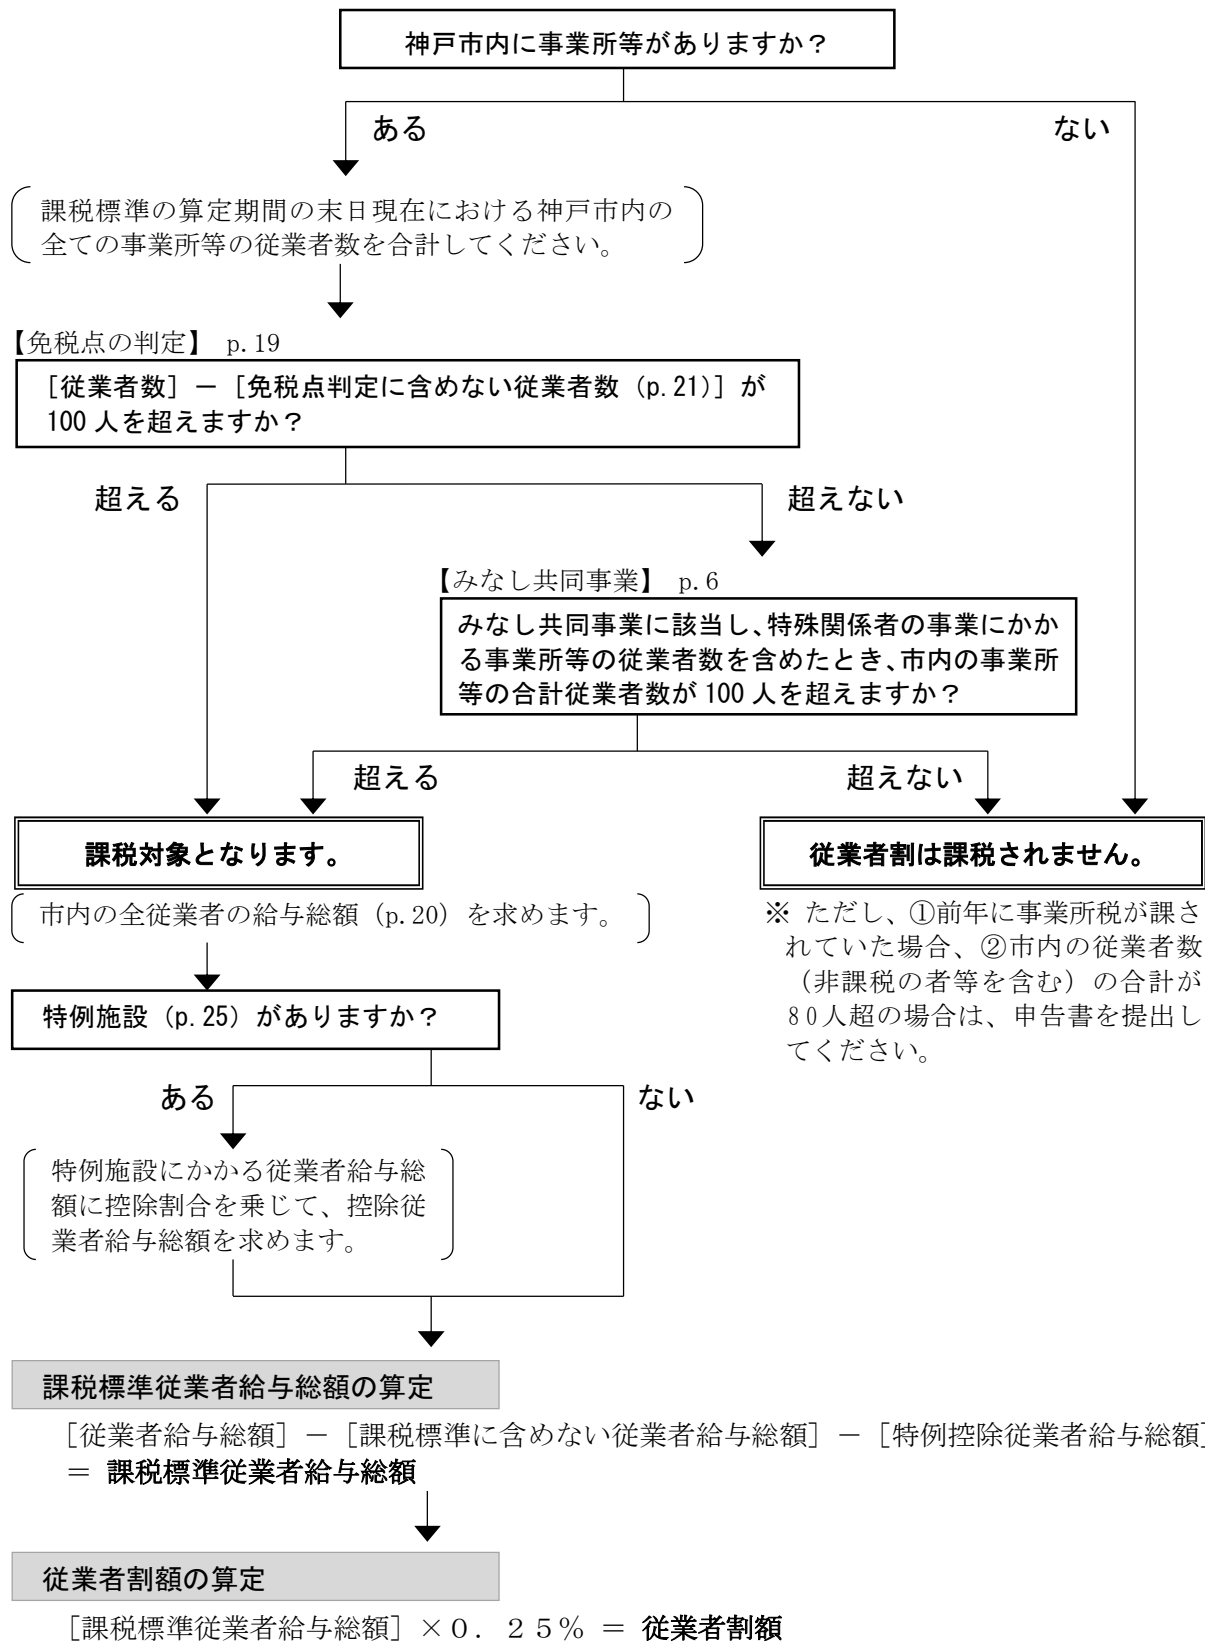 神戸市内に事業所等がありますか？
ある
ない
課税標準の算定期間の末日現在における神戸市内の
全ての事業所等の従業者数を合計してください。
【免税点の判定】 p.19
［従業者数］－［免税点判定に含めない従業者数（p.21）］が
100人を超えますか？
超える
超えない
【みなし共同事業】 p.6
みなし共同事業に該当し、特殊関係者の事業にかか
る事業所等の従業者数を含めたとき、市内の事業所
等の合計従業者数が100人を超えますか？
超える
超えない
課税対象となります。
従業者割は課税されません。
市内の全従業者の給与総額（p.20）を求めます。
※ ただし、①前年に事業所税が課さ
れていた場合、②市内の従業者数
（非課税の者等を含む）の合計が
80人超の場合は、申告書を提出し
てください。
特例施設（p.25）がありますか？
ある
ない
特例施設にかかる従業者給与総
額に控除割合を乗じて、控除従
業者給与総額を求めます。
課税標準従業者給与総額の算定
［従業者給与総額］－［課税標準に含めない従業者給与総額］－［特例控除従業者給与総額］
＝ 課税標準従業者給与総額
従業者割額の算定
［課税標準従業者給与総額］×０．２５％ ＝ 従業者割額